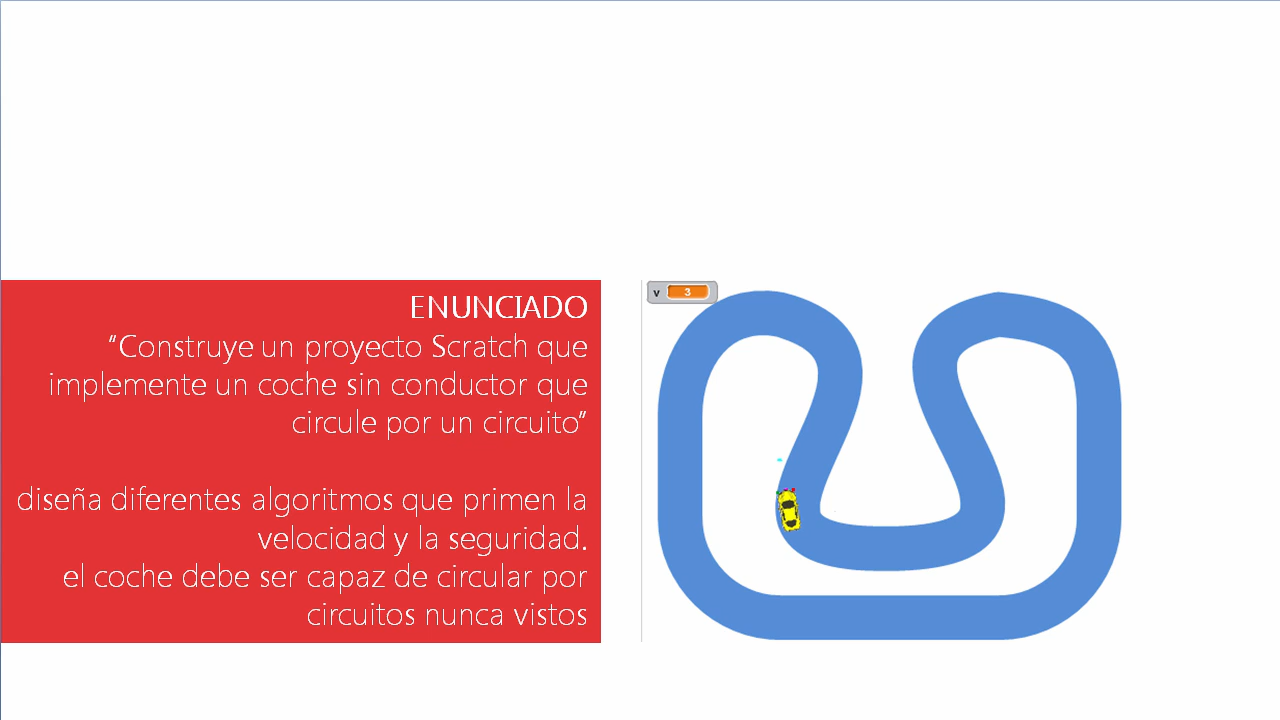 ENUNCIADO
“Construye un proyecto Scratch que
implemente un coche sin conductor que
circule por un circuito”
diseña diferentes algoritmos que primen la
velocidad y la seguridad.
el coche debe ser capaz de circular por
circuitos nunca vistos
v 3